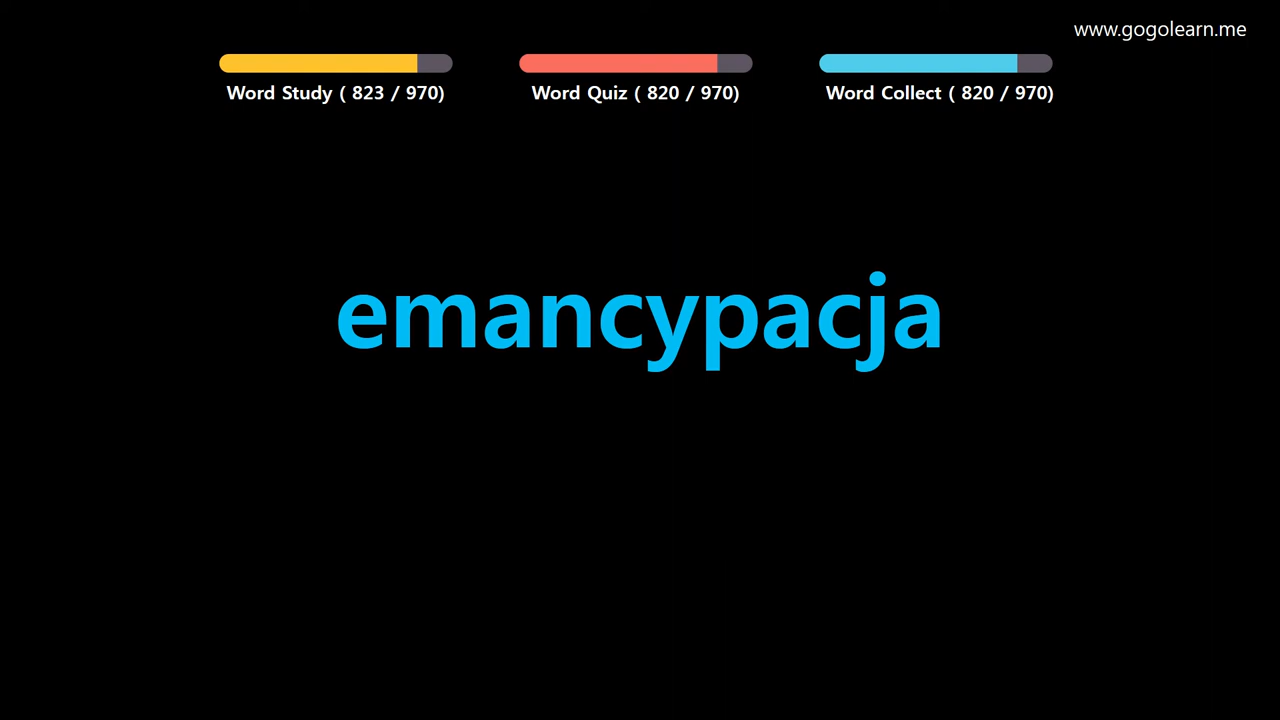 www.gogolearn.me
Word Study ( 823 / 970)
Word Quiz ( 820 / 970)
Word Collect ( 820 / 970)
emancypacja